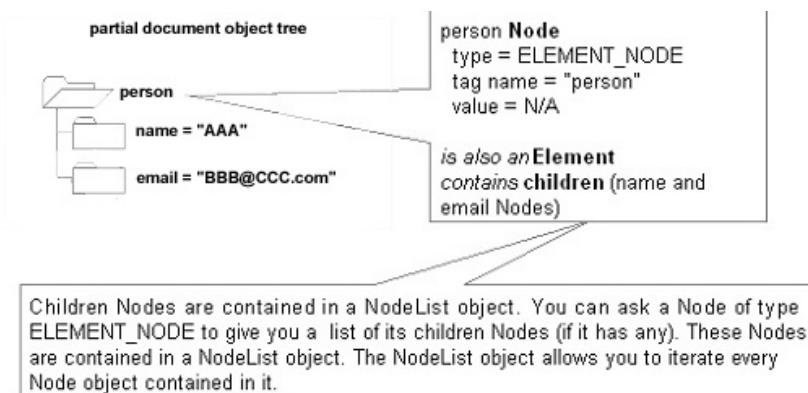 partial document object tree
person
name = "AAA"
email = "BBB@CCC.com"
person Node
type = ELEMENT_NODE
tag name = "person"
value = N/A
is also an Element
contains children (name and
email Nodes)
Children Nodes are contained in a NodeList object. You can ask a Node of type
ELEMENT_NODE to give you a list of its children Nodes (if it has any). These Nodes
are contained in a NodeList object. The NodeList object allows you to iterate every
Node object contained in it.